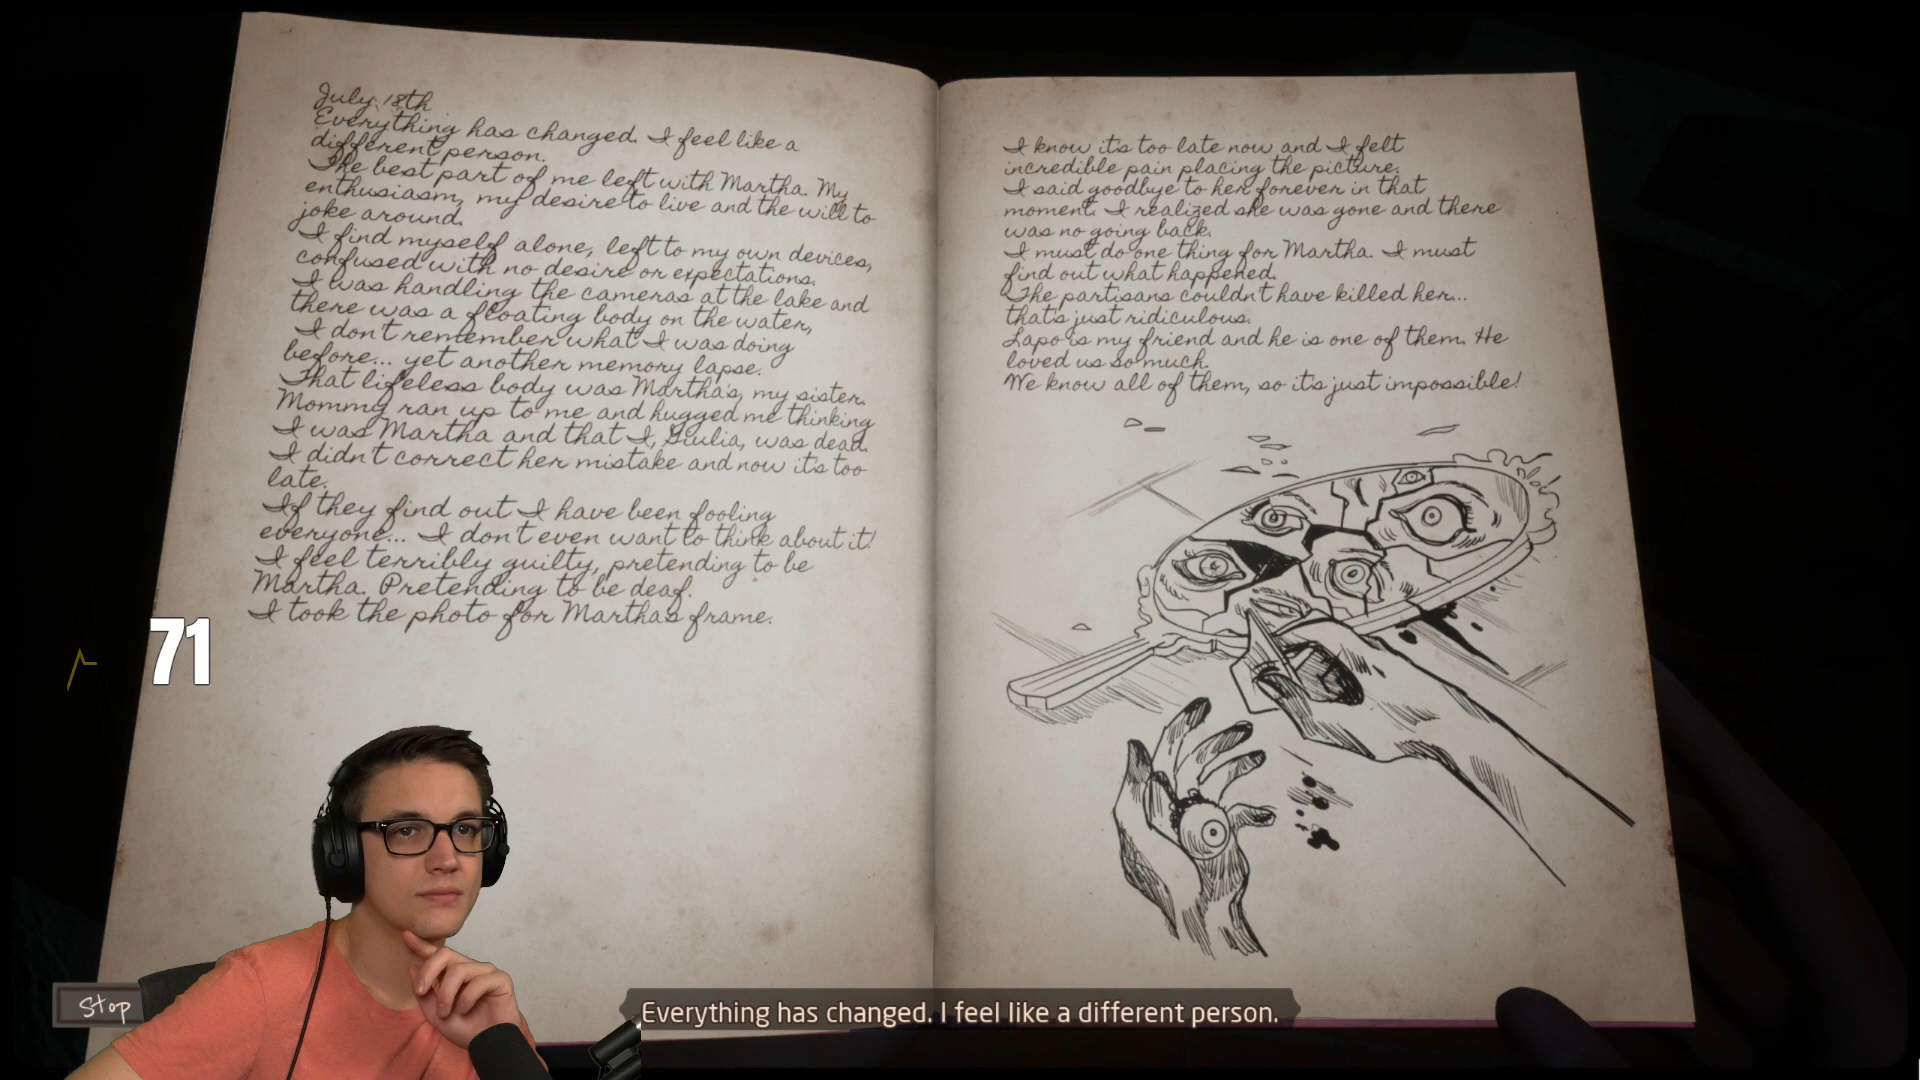 July 18th
Everything has changed. I feel like a
different person.
The best part of me left with Martha. My
enthusiasm, my desire to live and the will to
joke around.
I find myself alone, left to my own devices,
confused with no desire or expectations.
I was handling the cameras at the lake and
there was a floating body on the water,
I don't remember what I was doing
before... yet another memory lapse.
That lifeless body was Martha's, my sister.
Mommy ran up to me and hugged me thinking
I was Martha and that I, Giulia, was dead.
I didn't correct her mistake and now it's too
late.
If they find out I have been fooling
everyone... I don't even want to think about it!
I feel terribly guilty, pretending to be
Martha. Pretending to be deaf.
I took the photo for Martha's frame.
I know it's too late now and I felt
incredible pain placing the picture.
I said goodbye to her forever in that
moment. I realized she was gone and there
was no going back.
I must do one thing for Martha. I must
find out what happened.
The partisans couldn't have killed her...
that's just ridiculous.
Lapo is my friend and he is one of them. He
loved us so much.
We know all of them, so it's just impossible!
71
Stop
Everything has changed. I feel like a different person.